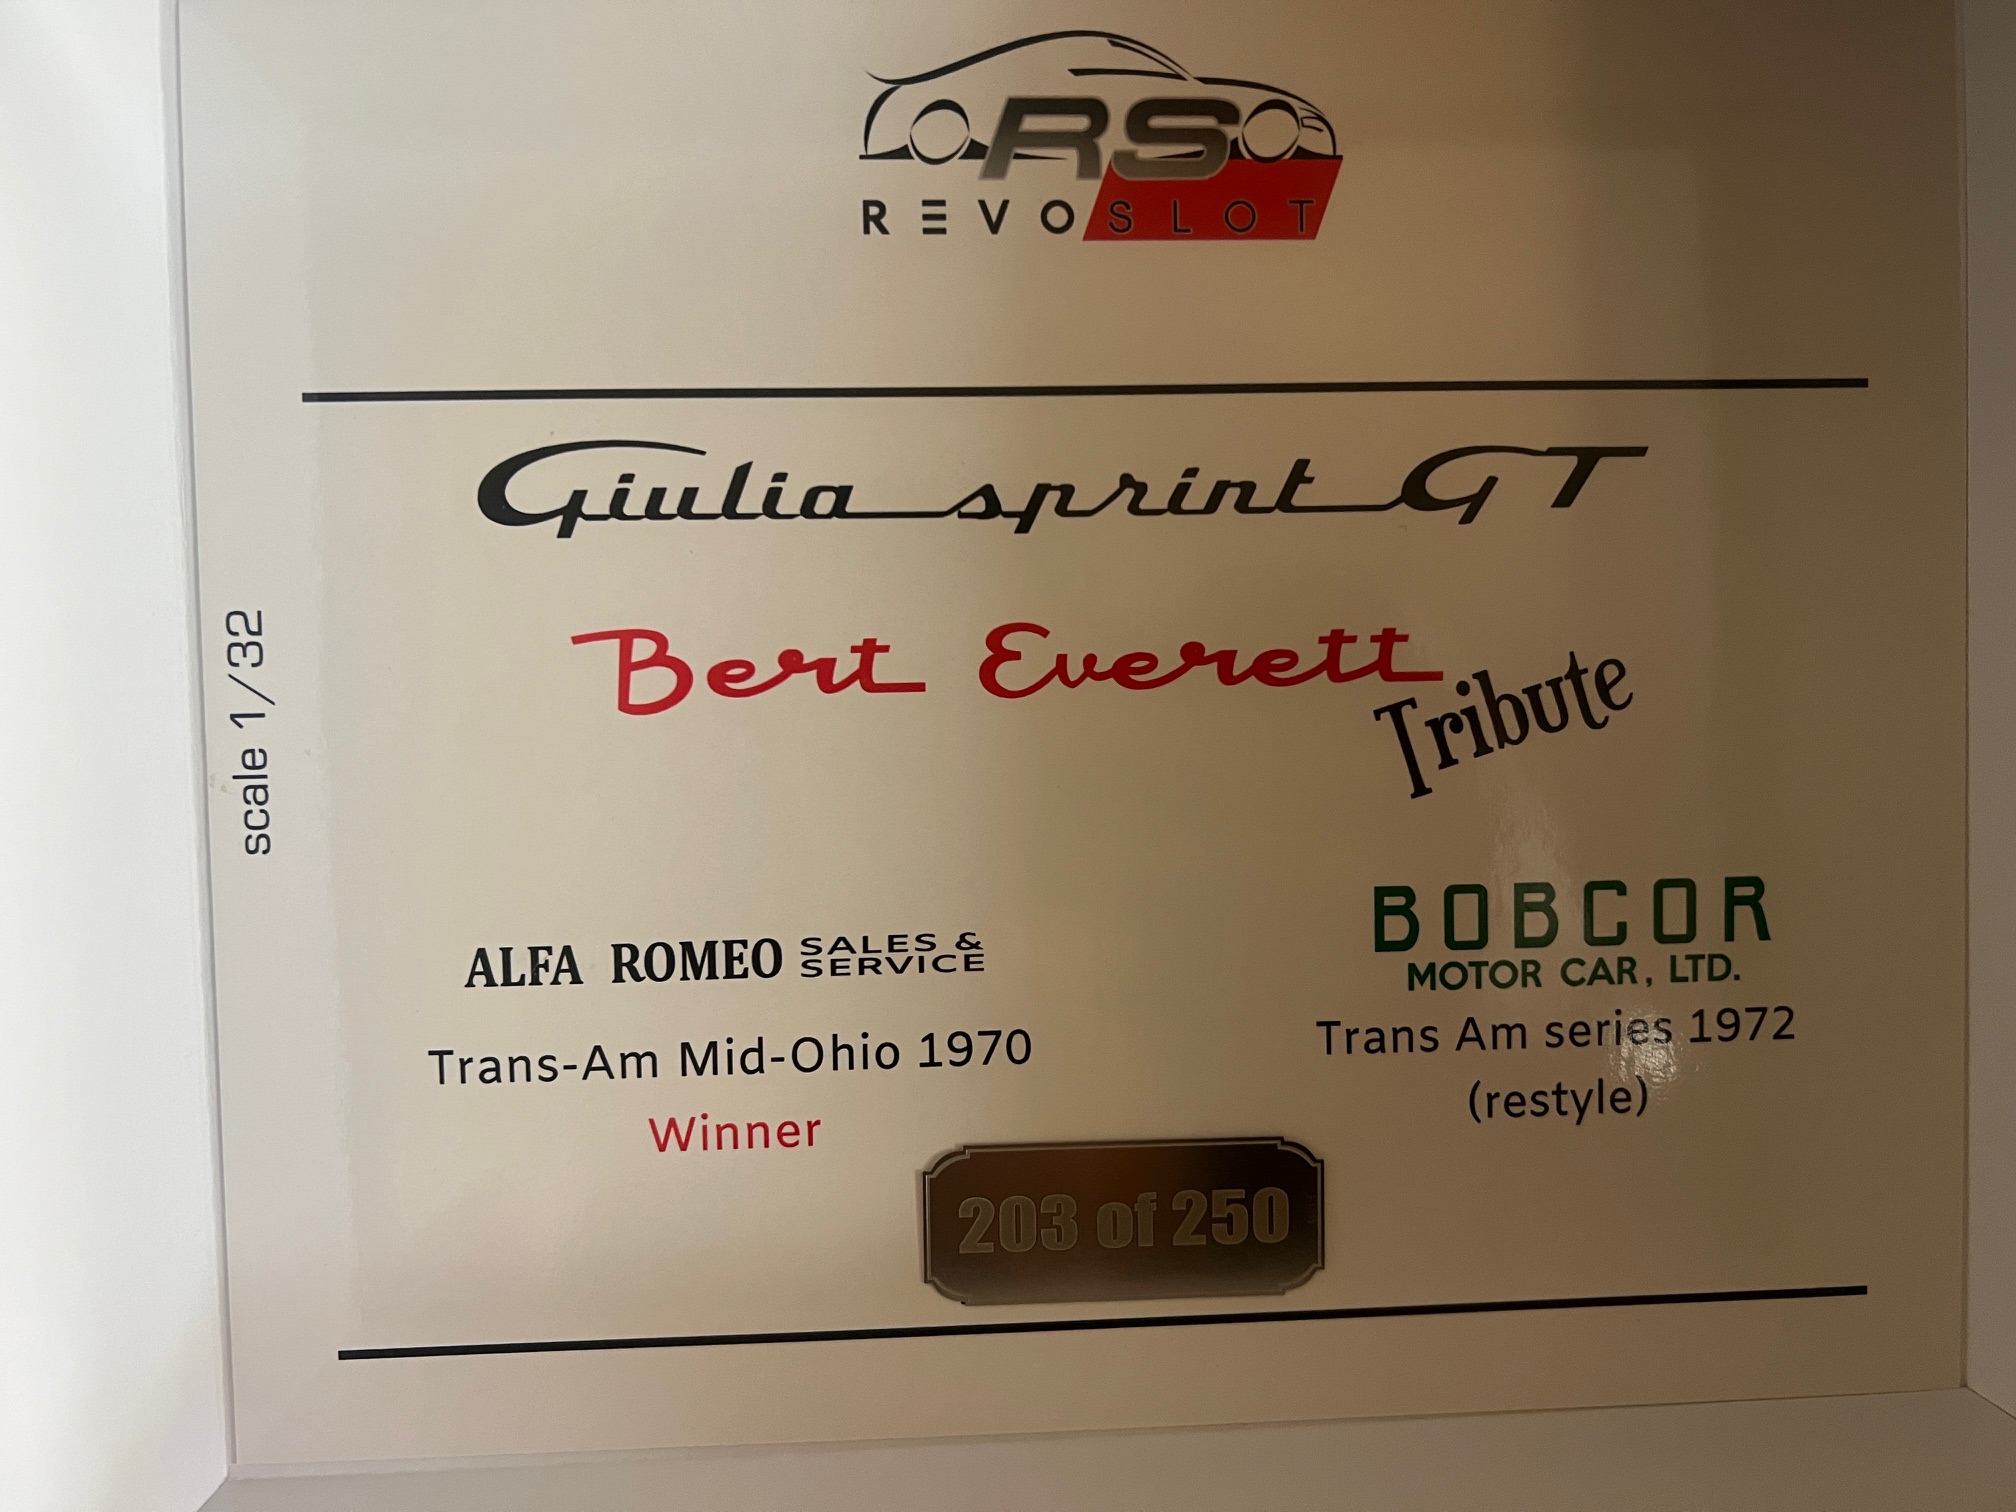 RS
REVOSLOT
Giulia sprint GT
Bert Everett
Tribute
scale 1/32
ALFA ROMEO SALES & SERVICE
Trans-Am Mid-Ohio 1970
Winner
BOBCOR
MOTOR CAR, LTD.
Trans Am series 1972
(restyle)
203 of 250